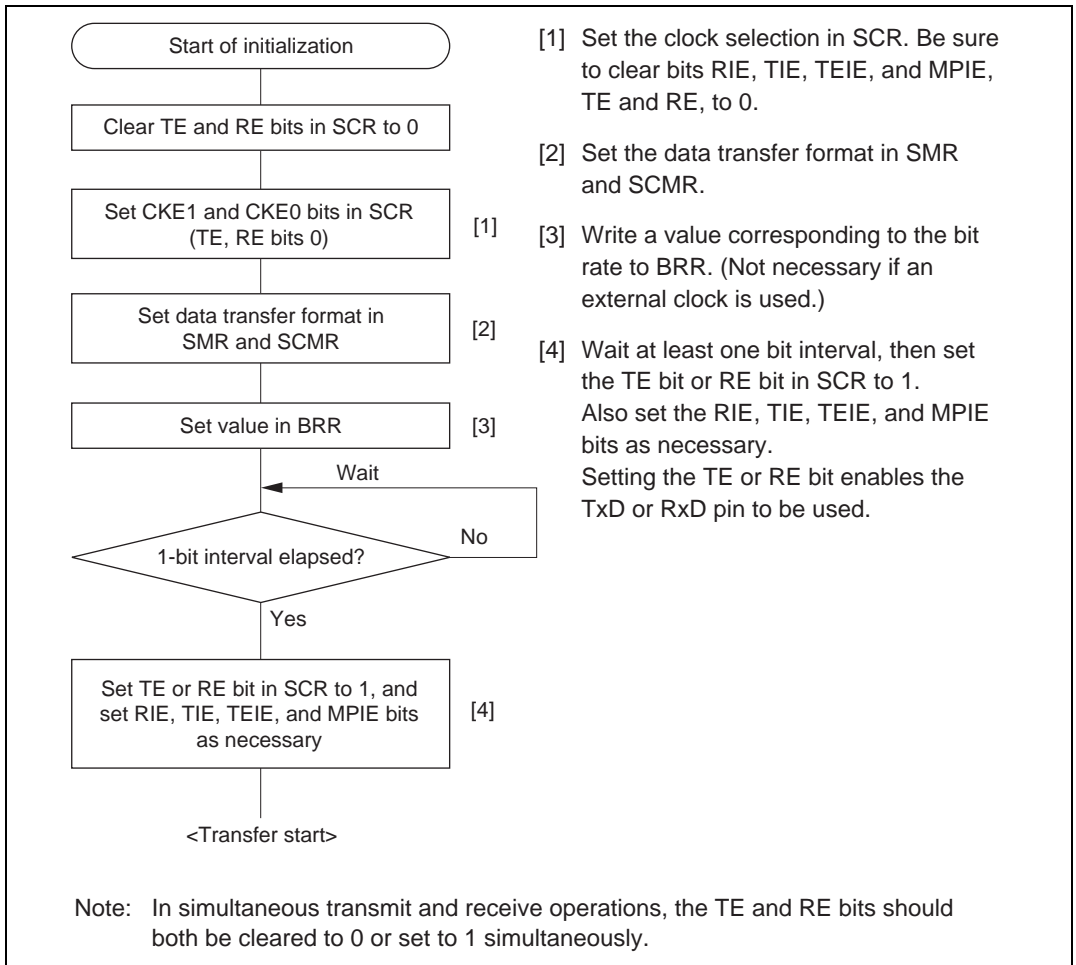 Start of initialization
Clear TE and RE bits in SCR to 0
Set CKE1 and CKE0 bits in SCR
(TE, RE bits 0)
[1]
Set data transfer format in
SMR and SCMR
[2]
Set value in BRR
[3]
Wait
No
1-bit interval elapsed?
Yes
Set TE or RE bit in SCR to 1, and
set RIE, TIE, TEIE, and MPIE bits
as necessary
[4]
<Transfer start>
[1] Set the clock selection in SCR. Be sure
to clear bits RIE, TIE, TEIE, and MPIE,
TE and RE, to 0.
[2] Set the data transfer format in SMR
and SCMR.
[3] Write a value corresponding to the bit
rate to BRR. (Not necessary if an
external clock is used.)
[4] Wait at least one bit interval, then set
the TE bit or RE bit in SCR to 1.
Also set the RIE, TIE, TEIE, and MPIE
bits as necessary.
Setting the TE or RE bit enables the
TxD or RxD pin to be used.
Note: In simultaneous transmit and receive operations, the TE and RE bits should
both be cleared to 0 or set to 1 simultaneously.